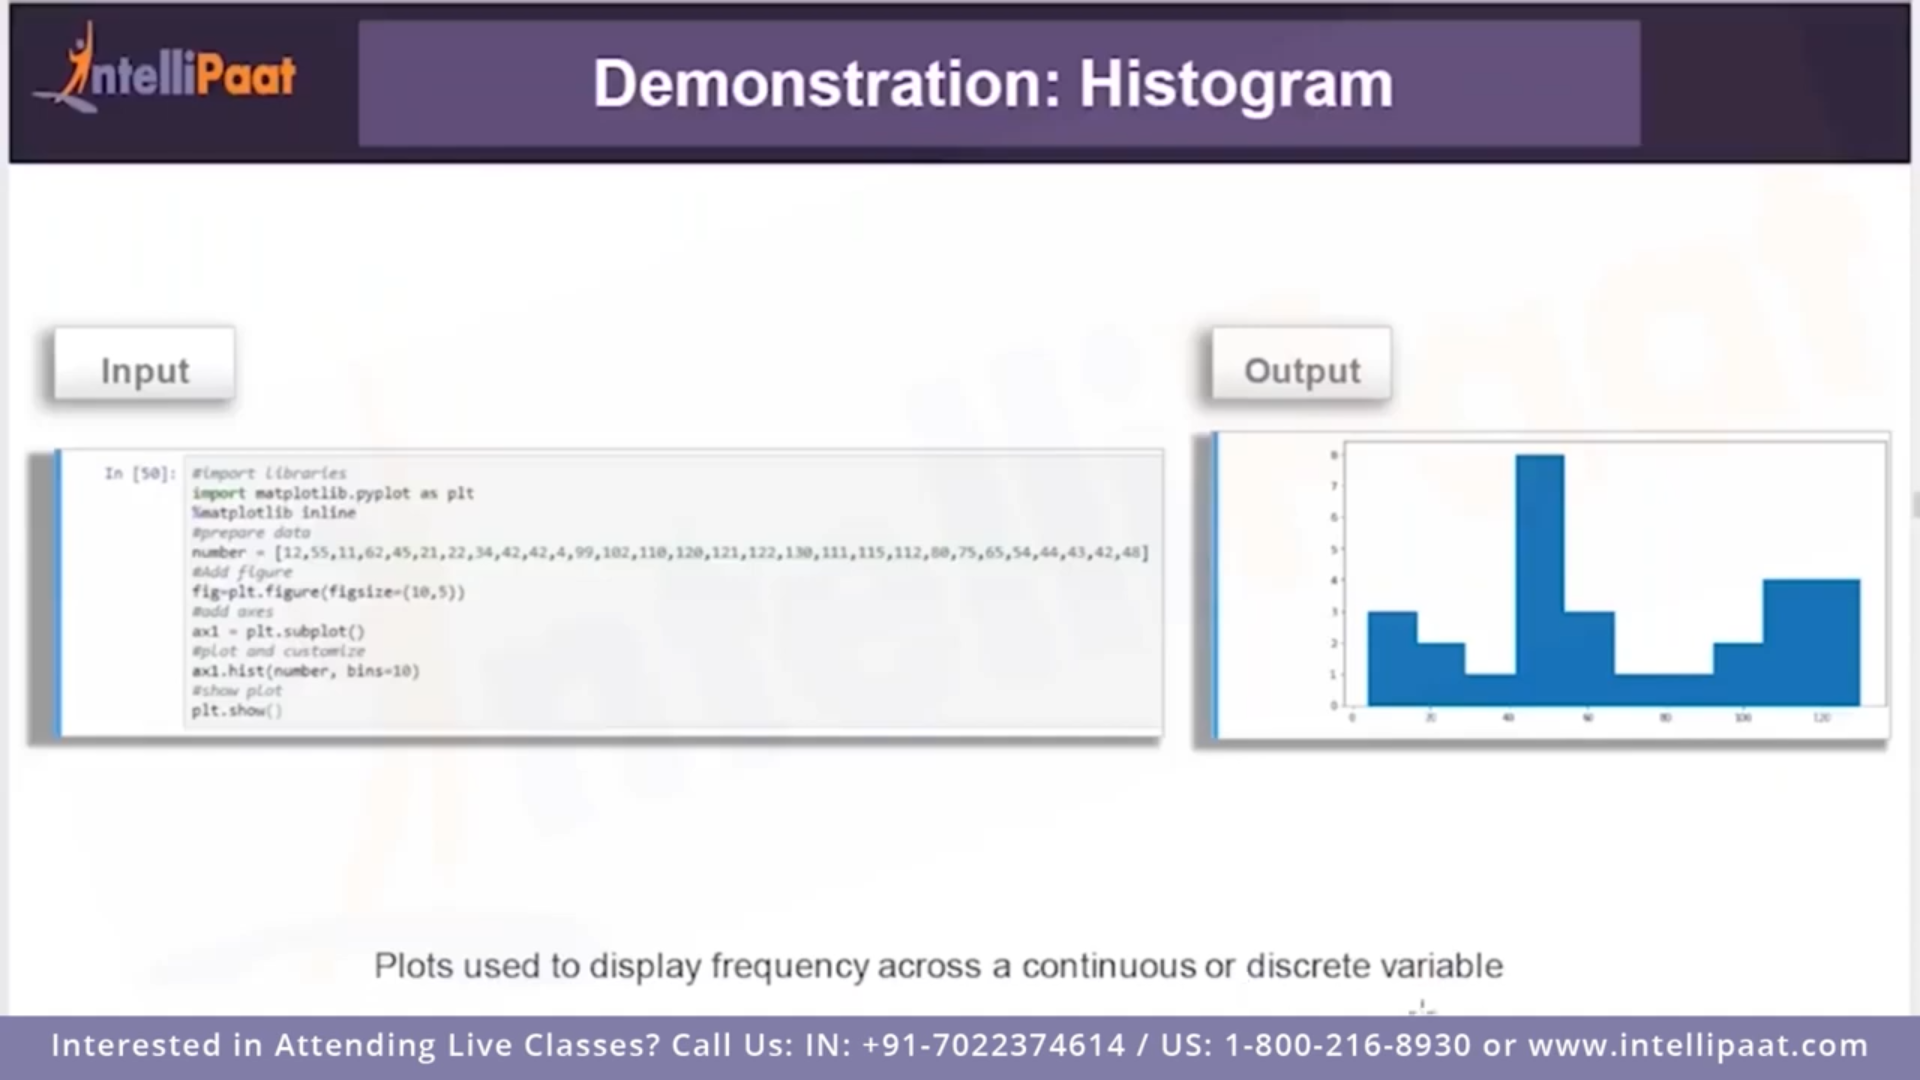 IntelliPaat
Demonstration: Histogram
Input
Output
In [50]:
#import libraries
import matplotlib.pyplot as plt
%matplotlib inline
#prepare data
number = [12,55,11,62,45,21,22,34,42,42,4,99,102,110,120,121,122,130,111,115,112,80,75,65,54,44,43,42,48]
#Add figure
fig=plt.figure(figsize=(10,5))
#add axes
ax1 = plt.subplot()
#plot and customize
ax1.hist(number, bins=10)
#show plot
plt.show()
8
7
6
5
4
3
2
1
0
0 20 40 60 80 100 120
Plots used to display frequency across a continuous or discrete variable
Interested in Attending Live Classes? Call Us: IN: +91-7022374614 / US: 1-800-216-8930 or www.intellipaat.com